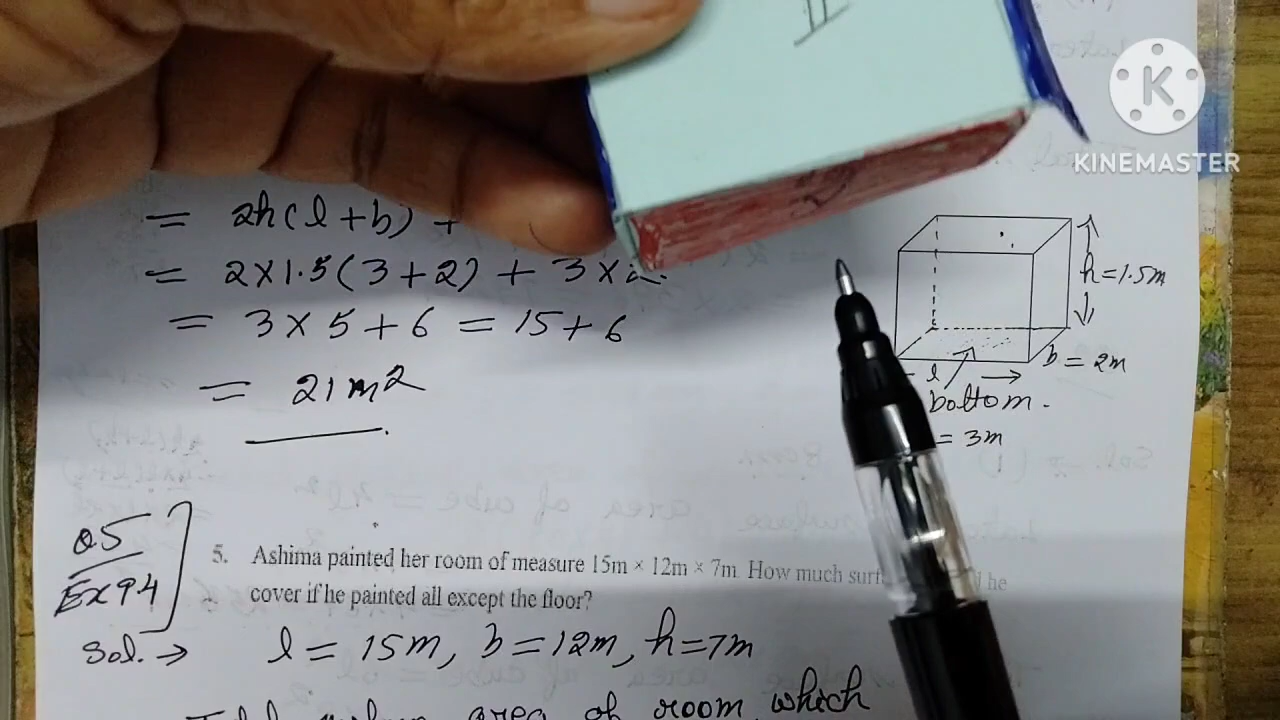 KINEMASTER
= 2h(l+b) +
= 2×1.5(3+2) + 3×2
= 3×5+6 = 15+6
= 21m2
h=1.5m
b=2m
l
bottom.
= 3m
Q5
Ex 9.4
5. Ashima painted her room of measure 15m × 12m × 7m. How much he
cover if he painted all except the floor?
Sol. → l = 15m, b=12m, h=7m
area of room which